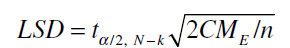 LSD = t_{α/2, N−k} √(2CM_E/n)